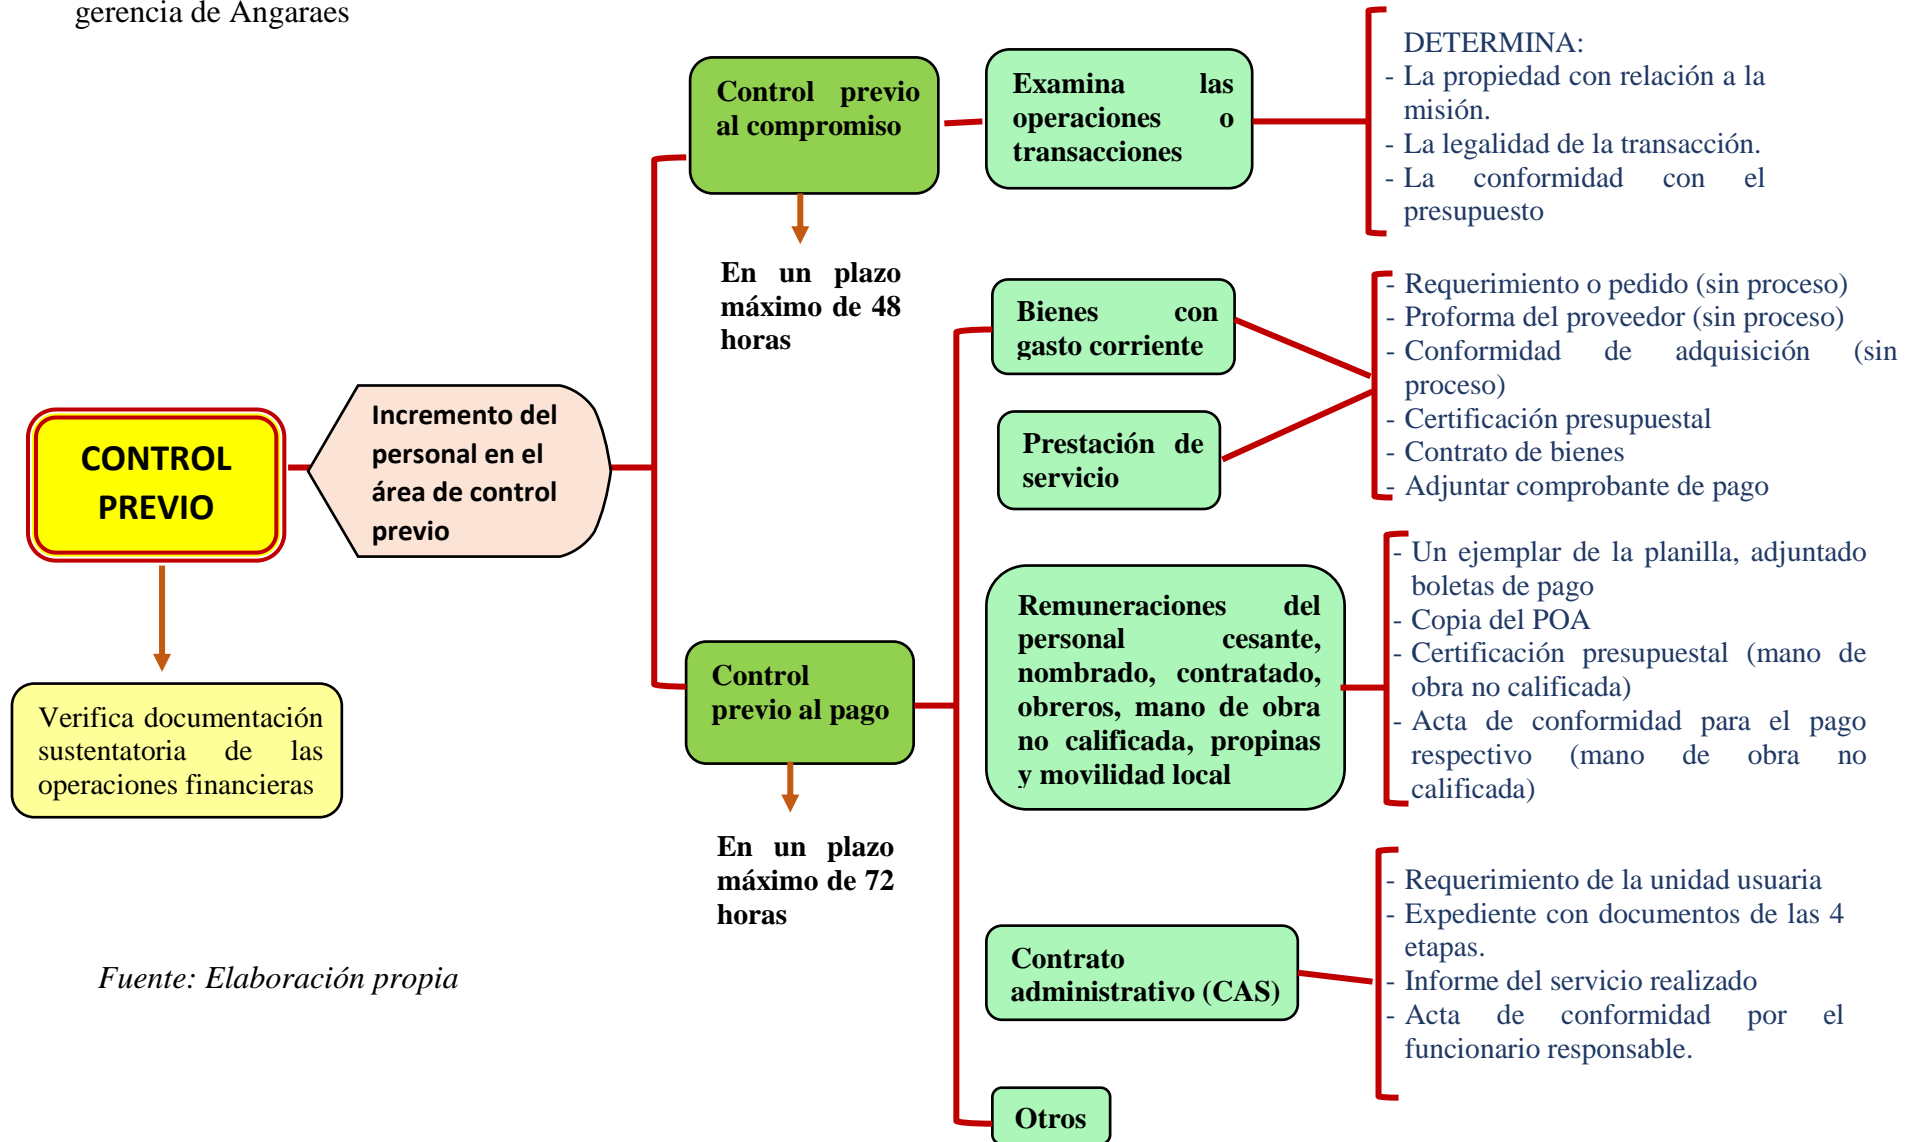 gerencia de Angaraes
CONTROL
PREVIO
Verifica documentación
sustentatoria de las
operaciones financieras
Incremento del
personal en el
área de control
previo
Control previo
al compromiso
En un plazo
máximo de 48
horas
Examina las
operaciones o
transacciones
DETERMINA:
- La propiedad con relación a la
misión.
- La legalidad de la transacción.
- La conformidad con el
presupuesto
Control
previo al pago
En un plazo
máximo de 72
horas
Bienes con
gasto corriente
Prestación de
servicio
- Requerimiento o pedido (sin proceso)
- Proforma del proveedor (sin proceso)
- Conformidad de adquisición (sin
proceso)
- Certificación presupuestal
- Contrato de bienes
- Adjuntar comprobante de pago
Remuneraciones del
personal cesante,
nombrado, contratado,
obreros, mano de obra
no calificada, propinas
y movilidad local
- Un ejemplar de la planilla, adjuntado
boletas de pago
- Copia del POA
- Certificación presupuestal (mano de
obra no calificada)
- Acta de conformidad para el pago
respectivo (mano de obra no
calificada)
Contrato
administrativo (CAS)
- Requerimiento de la unidad usuaria
- Expediente con documentos de las 4
etapas.
- Informe del servicio realizado
- Acta de conformidad por el
funcionario responsable.
Otros
Fuente: Elaboración propia